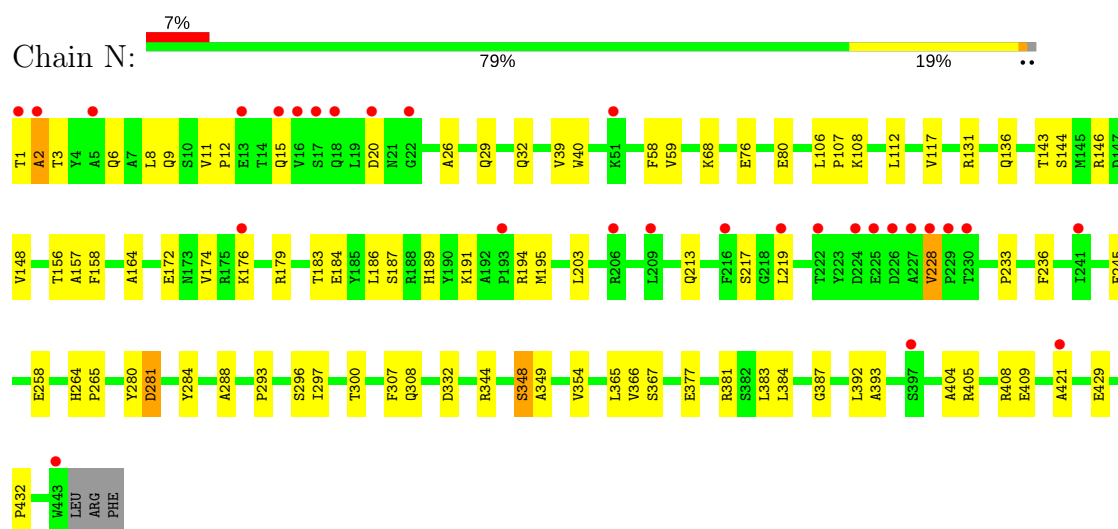 7%
Chain N:
79% 19% ••
T1 A2 T3 Y4 A5 Q6 A7 L8 Q9 S10 V11 P12 E13 T14 Q15 V16 S17 Q18 L19 D20 N21 G22 A26 Q29 Q32 V39 W40 K51 F58 V59 K68 E76 E80 L106 P107 K108 L112 V117 R131 Q136 T143 S144 M145 R146 D147
V148 T156 A157 F158 A164 E172 N173 V174 R175 K176 R179 T183 E184 Y185 L186 S187 R188 H189 Y190 K191 A192 P193 R194 M195 L203 R206 L209 Q213 F216 S217 G218 L219 T222 Y223 D224 E225 D226 A227 V228 P229 T230 P233 F236 I241
E258 H264 P265 Y280 D281 Y284 A288 P293 S296 I297 T300 F307 Q308 D332 R344 S348 A349 V354 L365 V366 S367 E377 R381 S382 L383 L384 G387 L392 A393 S397 A404 R405 R408 E409 A421 E429
P432 W443 LEU ARG PHE